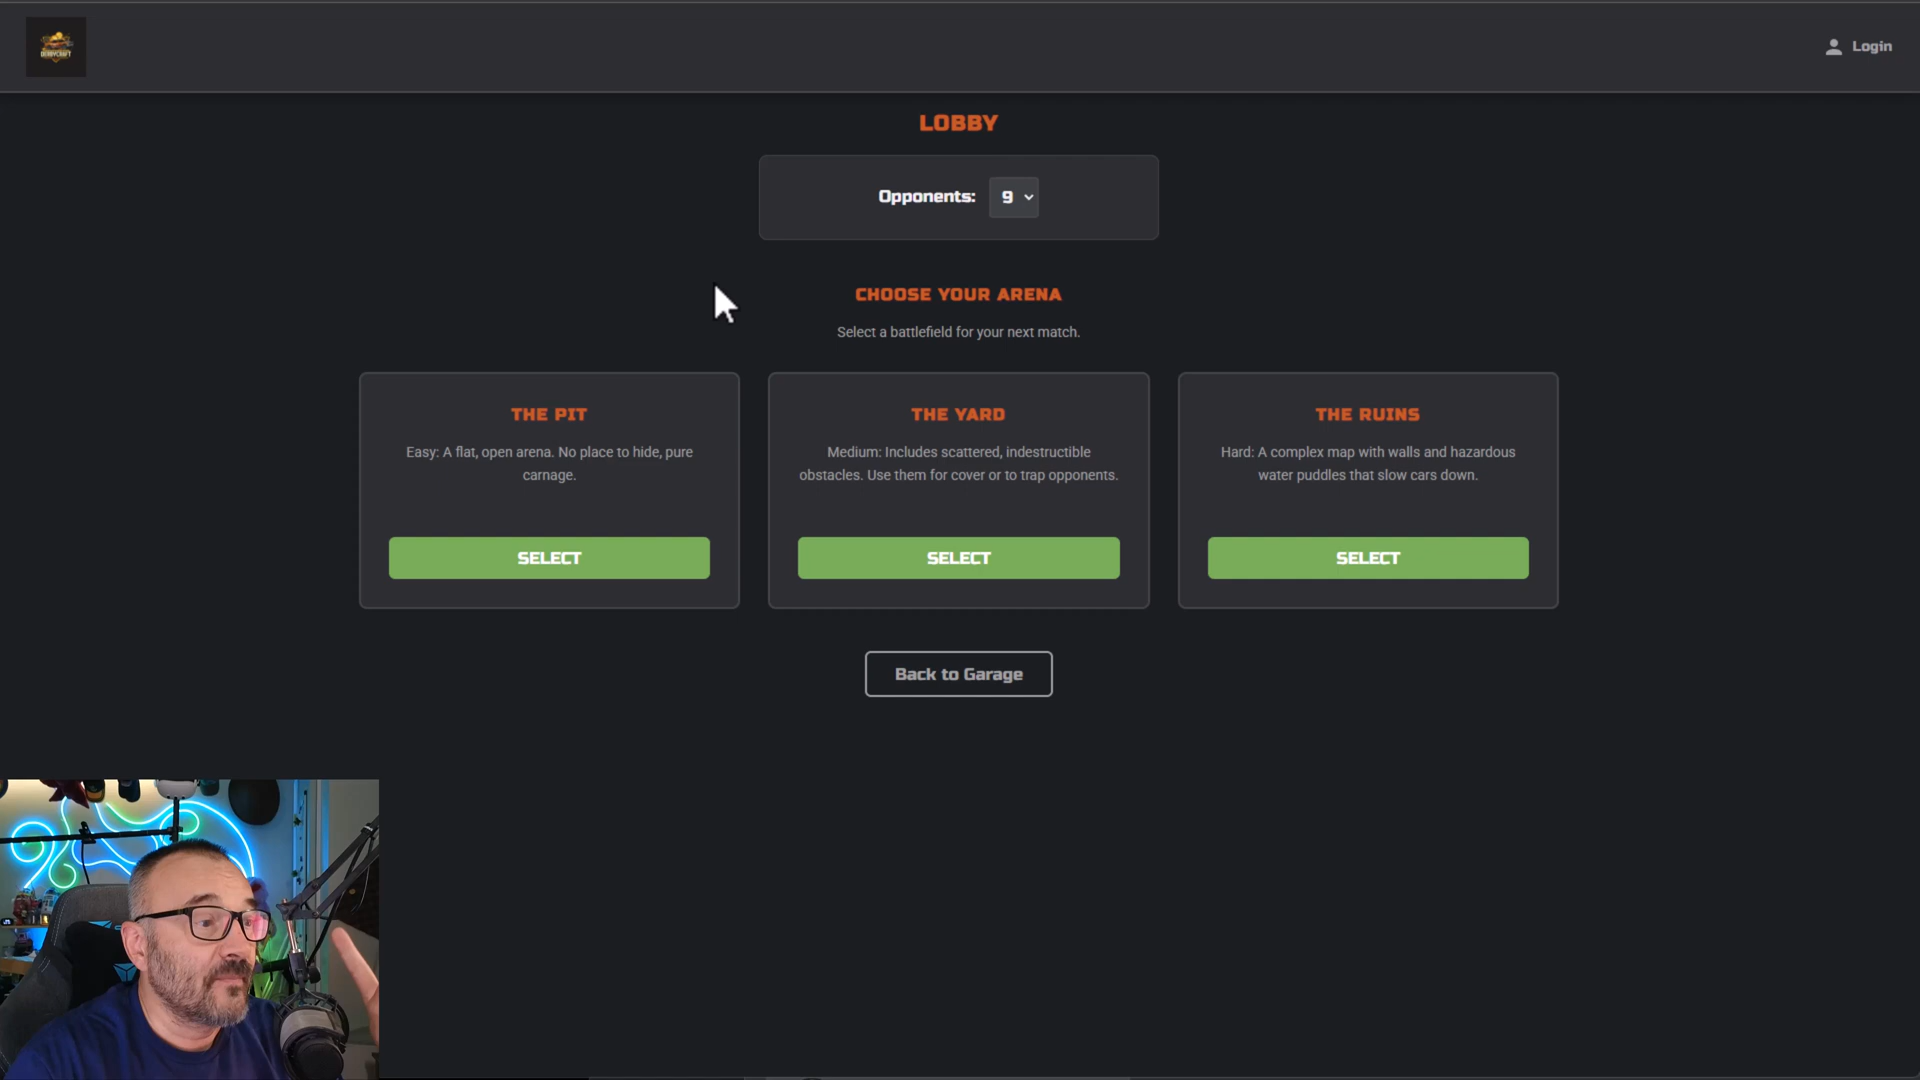 DERBYCRAFT
Login
LOBBY
Opponents: 9
CHOOSE YOUR ARENA
Select a battlefield for your next match.
THE PIT
Easy: A flat, open arena. No place to hide, pure
carnage.
SELECT
THE YARD
Medium: Includes scattered, indestructible
obstacles. Use them for cover or to trap opponents.
SELECT
THE RUINS
Hard: A complex map with walls and hazardous
water puddles that slow cars down.
SELECT
Back to Garage